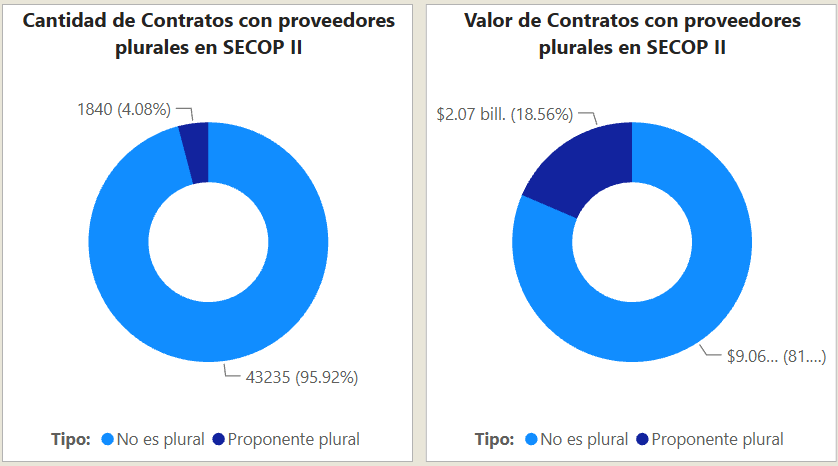 Cantidad de Contratos con proveedores
plurales en SECOP II
1840 (4.08%)
43235 (95.92%)
Tipo: No es plural Proponente plural
Valor de Contratos con proveedores
plurales en SECOP II
$2.07 bill. (18.56%)
$9.06... (81....)
Tipo: No es plural Proponente plural